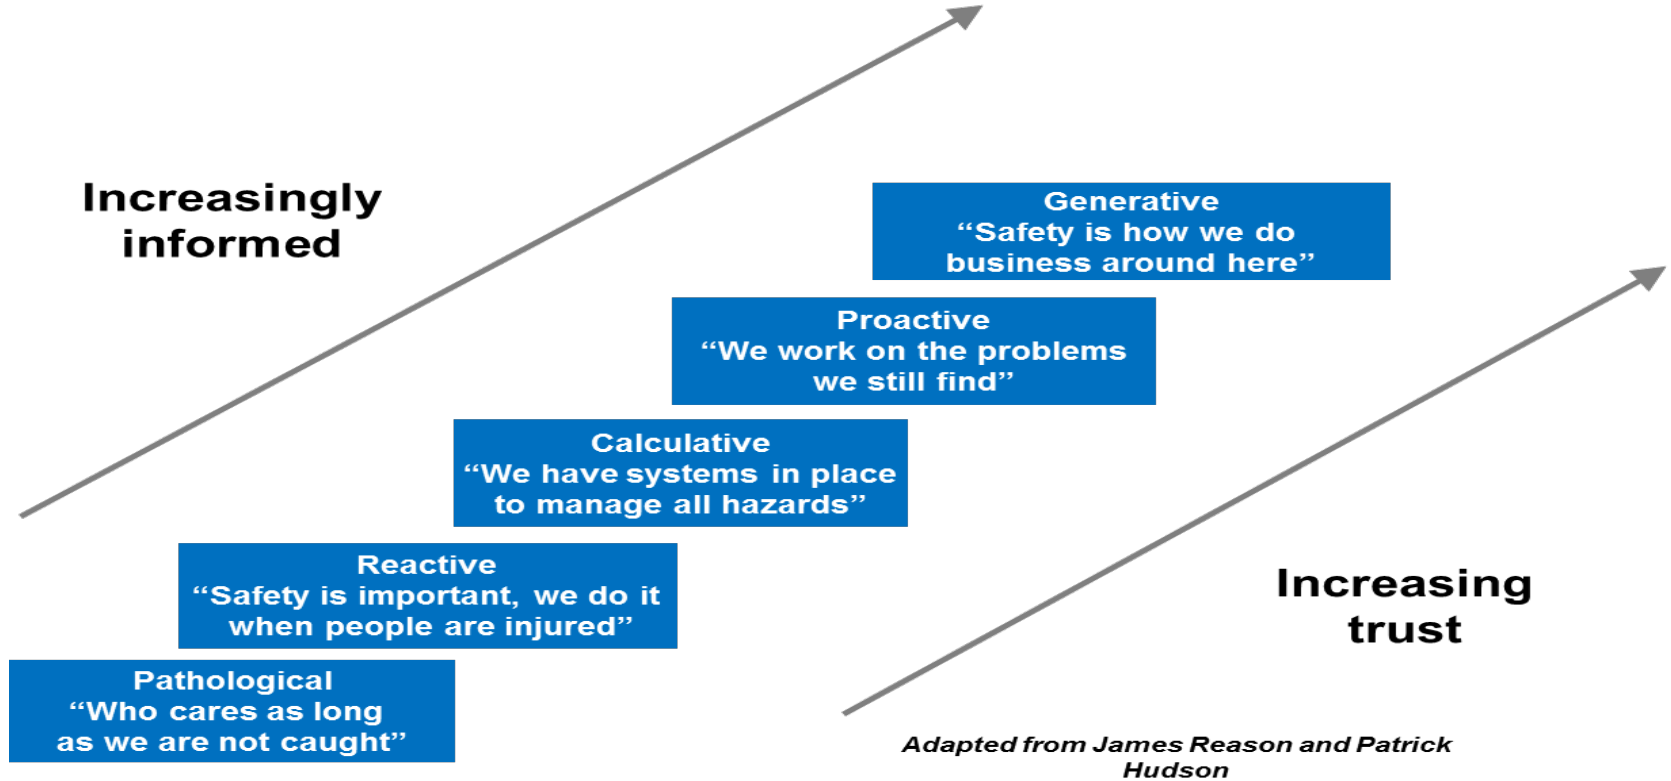 Increasingly
informed
Generative
“Safety is how we do
business around here”
Proactive
“We work on the problems
we still find”
Calculative
“We have systems in place
to manage all hazards”
Reactive
“Safety is important, we do it
when people are injured”
Pathological
“Who cares as long
as we are not caught”
Increasing
trust
Adapted from James Reason and Patrick
Hudson